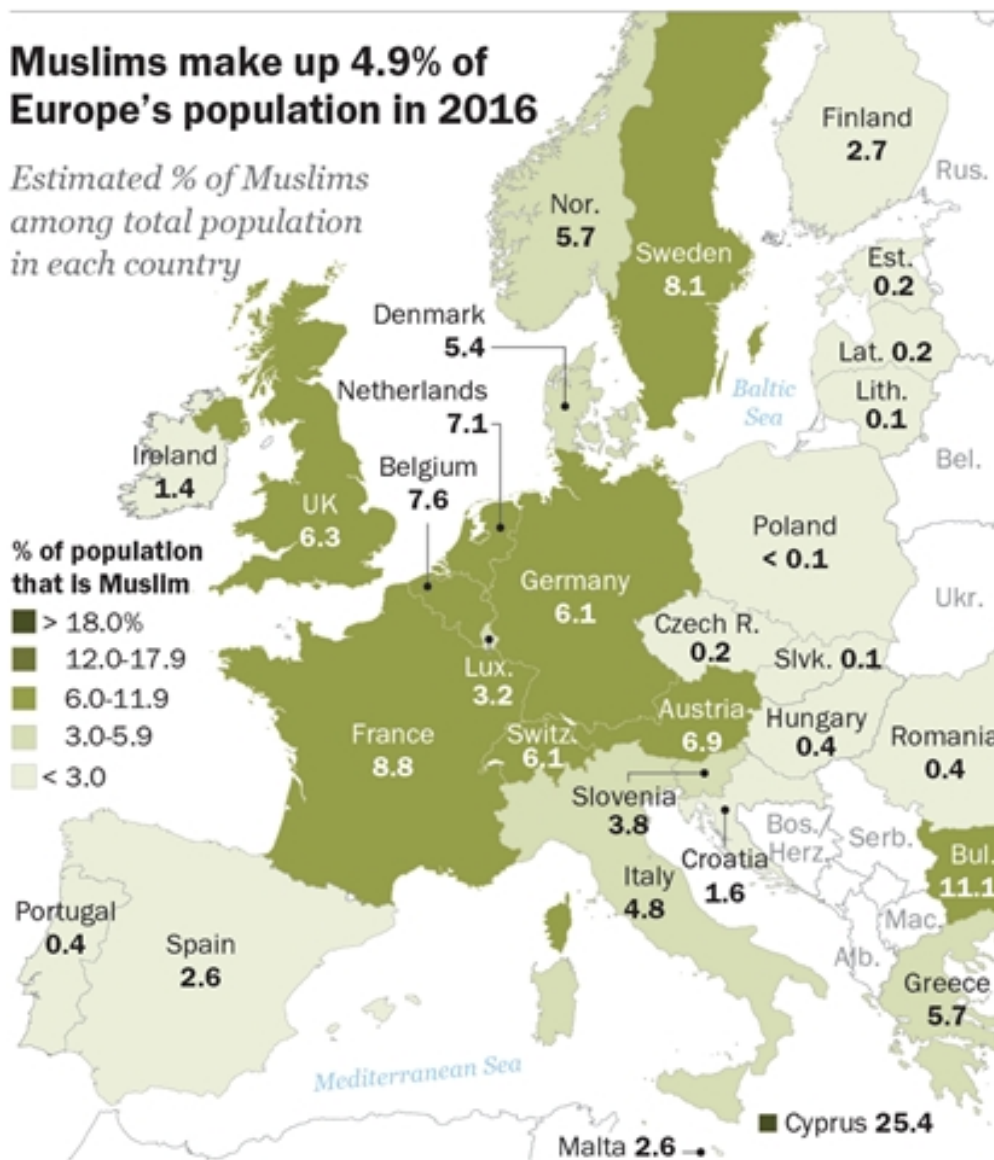 Muslims make up 4.9% of
Europe's population in 2016
Estimated % of Muslims
among total population
in each country
Finland
2.7
Rus.
Nor.
5.7
Sweden
8.1
Est.
0.2
Denmark
5.4
Lat. 0.2
Netherlands
7.1
Baltic
Sea
Lith.
0.1
Ireland
1.4
Belgium
7.6
Bel.
UK
6.3
Poland
< 0.1
% of population
that is Muslim
> 18.0%
12.0-17.9
6.0-11.9
3.0-5.9
< 3.0
Germany
6.1
Ukr.
Czech R.
0.2
Slvk. 0.1
Lux.
3.2
France
8.8
Switz.
6.1
Austria
6.9
Hungary
0.4
Romania
0.4
Slovenia
3.8
Croatia
1.6
Bos./
Herz.
Serb.
Bul.
11.1
Italy
4.8
Portugal
0.4
Spain
2.6
Mac.
Alb.
Greece
5.7
Mediterranean Sea
Cyprus 25.4
Malta 2.6